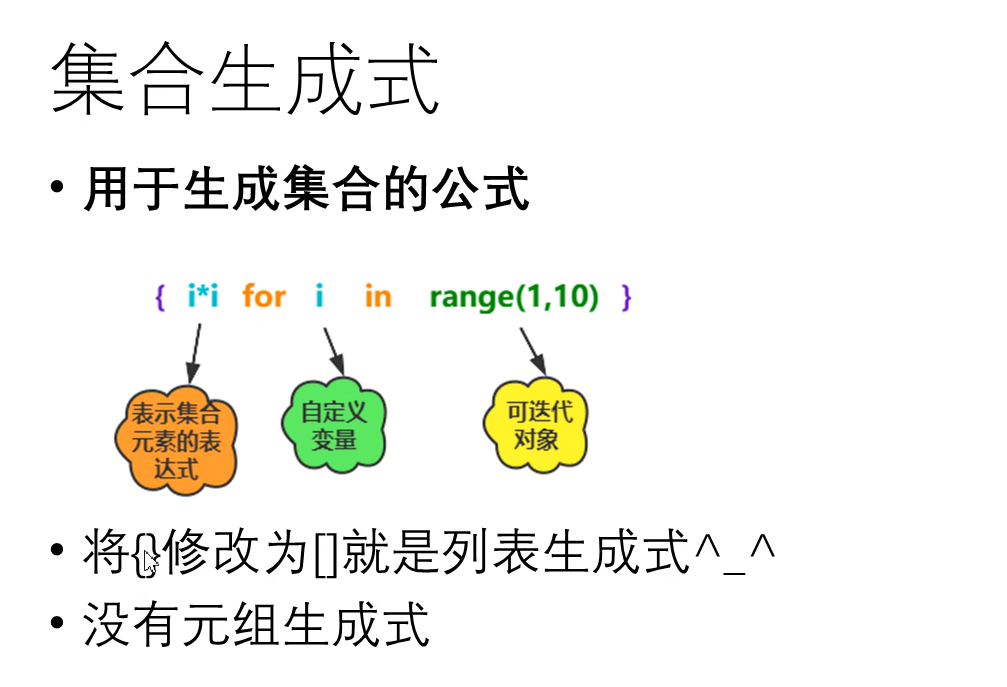 集合生成式
• 用于生成集合的公式
{ i*i for i in range(1,10) }
表示集合
元素的表
达式
自定义
变量
可迭代
对象
• 将{}修改为[]就是列表生成式^_^
• 没有元组生成式